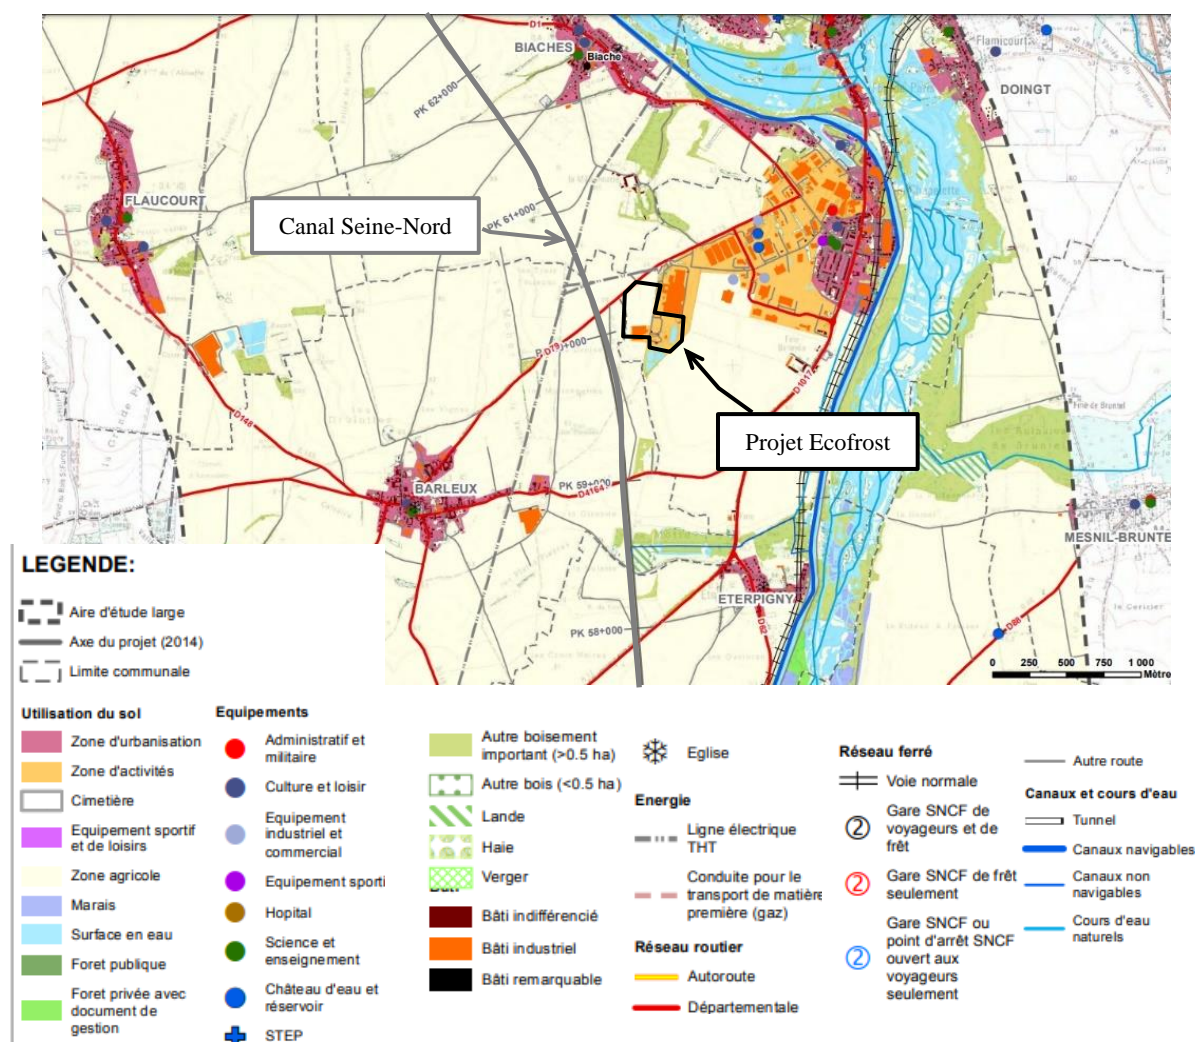 D1
BIACHES
Biache
Flamicourt
DOINGT
PK 62+000
FLAUCOURT
Canal Seine-Nord
PK 61+000
D79
+000
D1017
Projet Ecofrost
D148
BARLEUX
PK 59+
D4164
MESNIL-BRUNTE
ETERPIGNY
PK 58+000
D62
D88
0 250 500 750 1 000
Mètre
LEGENDE:
Aire d'étude large
Axe du projet (2014)
Limite communale
Utilisation du sol
Zone d'urbanisation
Zone d'activités
Cimetière
Equipement sportif
et de loisirs
Zone agricole
Marais
Surface en eau
Foret publique
Foret privée avec
document de
gestion
Equipements
Administratif et
militaire
Culture et loisir
Equipement
industriel et
commercial
Equipement sporti
Hopital
Science et
enseignement
Château d'eau et
réservoir
STEP
Autre boisement
important (>0.5 ha)
Autre bois (<0.5 ha)
Lande
Haie
Verger
Bâti indifférencié
Bâti industriel
Bâti remarquable
Eglise
Energie
Ligne électrique
THT
Conduite pour le
transport de matière
première (gaz)
Réseau routier
Autoroute
Départementale
Réseau ferré
Voie normale
2 Gare SNCF de
voyageurs et de
frêt
2 Gare SNCF de frêt
seulement
2 Gare SNCF ou
point d'arrêt SNCF
ouvert aux
voyageurs
seulement
Autre route
Canaux et cours d'eau
Tunnel
Canaux navigables
Canaux non
navigables
Cours d'eau
naturels